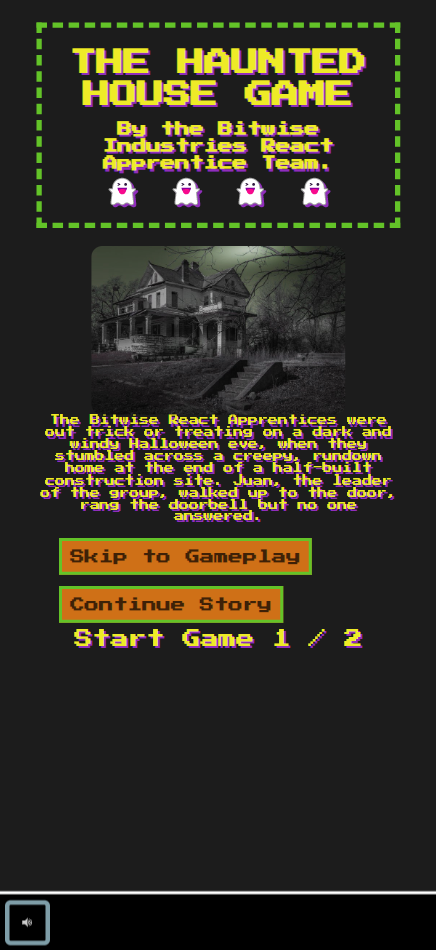 THE HAUNTED
HOUSE GAME
By the Bitwise
Industries React
Apprentice Team.
The Bitwise React Apprentices were
out trick or treating on a dark and
windy Halloween eve, when they
stumbled across a creepy, rundown
home at the end of a half-built
construction site. Juan, the leader
of the group, walked up to the door,
rang the doorbell but no one
answered.
Skip to Gameplay
Continue Story
Start Game 1 / 2